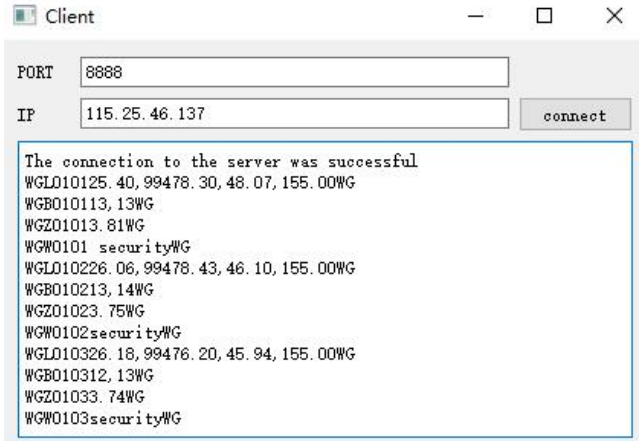 Client
PORT 8888
IP 115.25.46.137 connect
The connection to the server was successful
WGL010125.40,99478.30,48.07,155.00WG
WGB010113,13WG
WGZ01013.81WG
WGW0101 securityWG
WGL010226.06,99478.43,46.10,155.00WG
WGB010213,14WG
WGZ01023.75WG
WGW0102securityWG
WGL010326.18,99476.20,45.94,155.00WG
WGB010312,13WG
WGZ01033.74WG
WGW0103securityWG